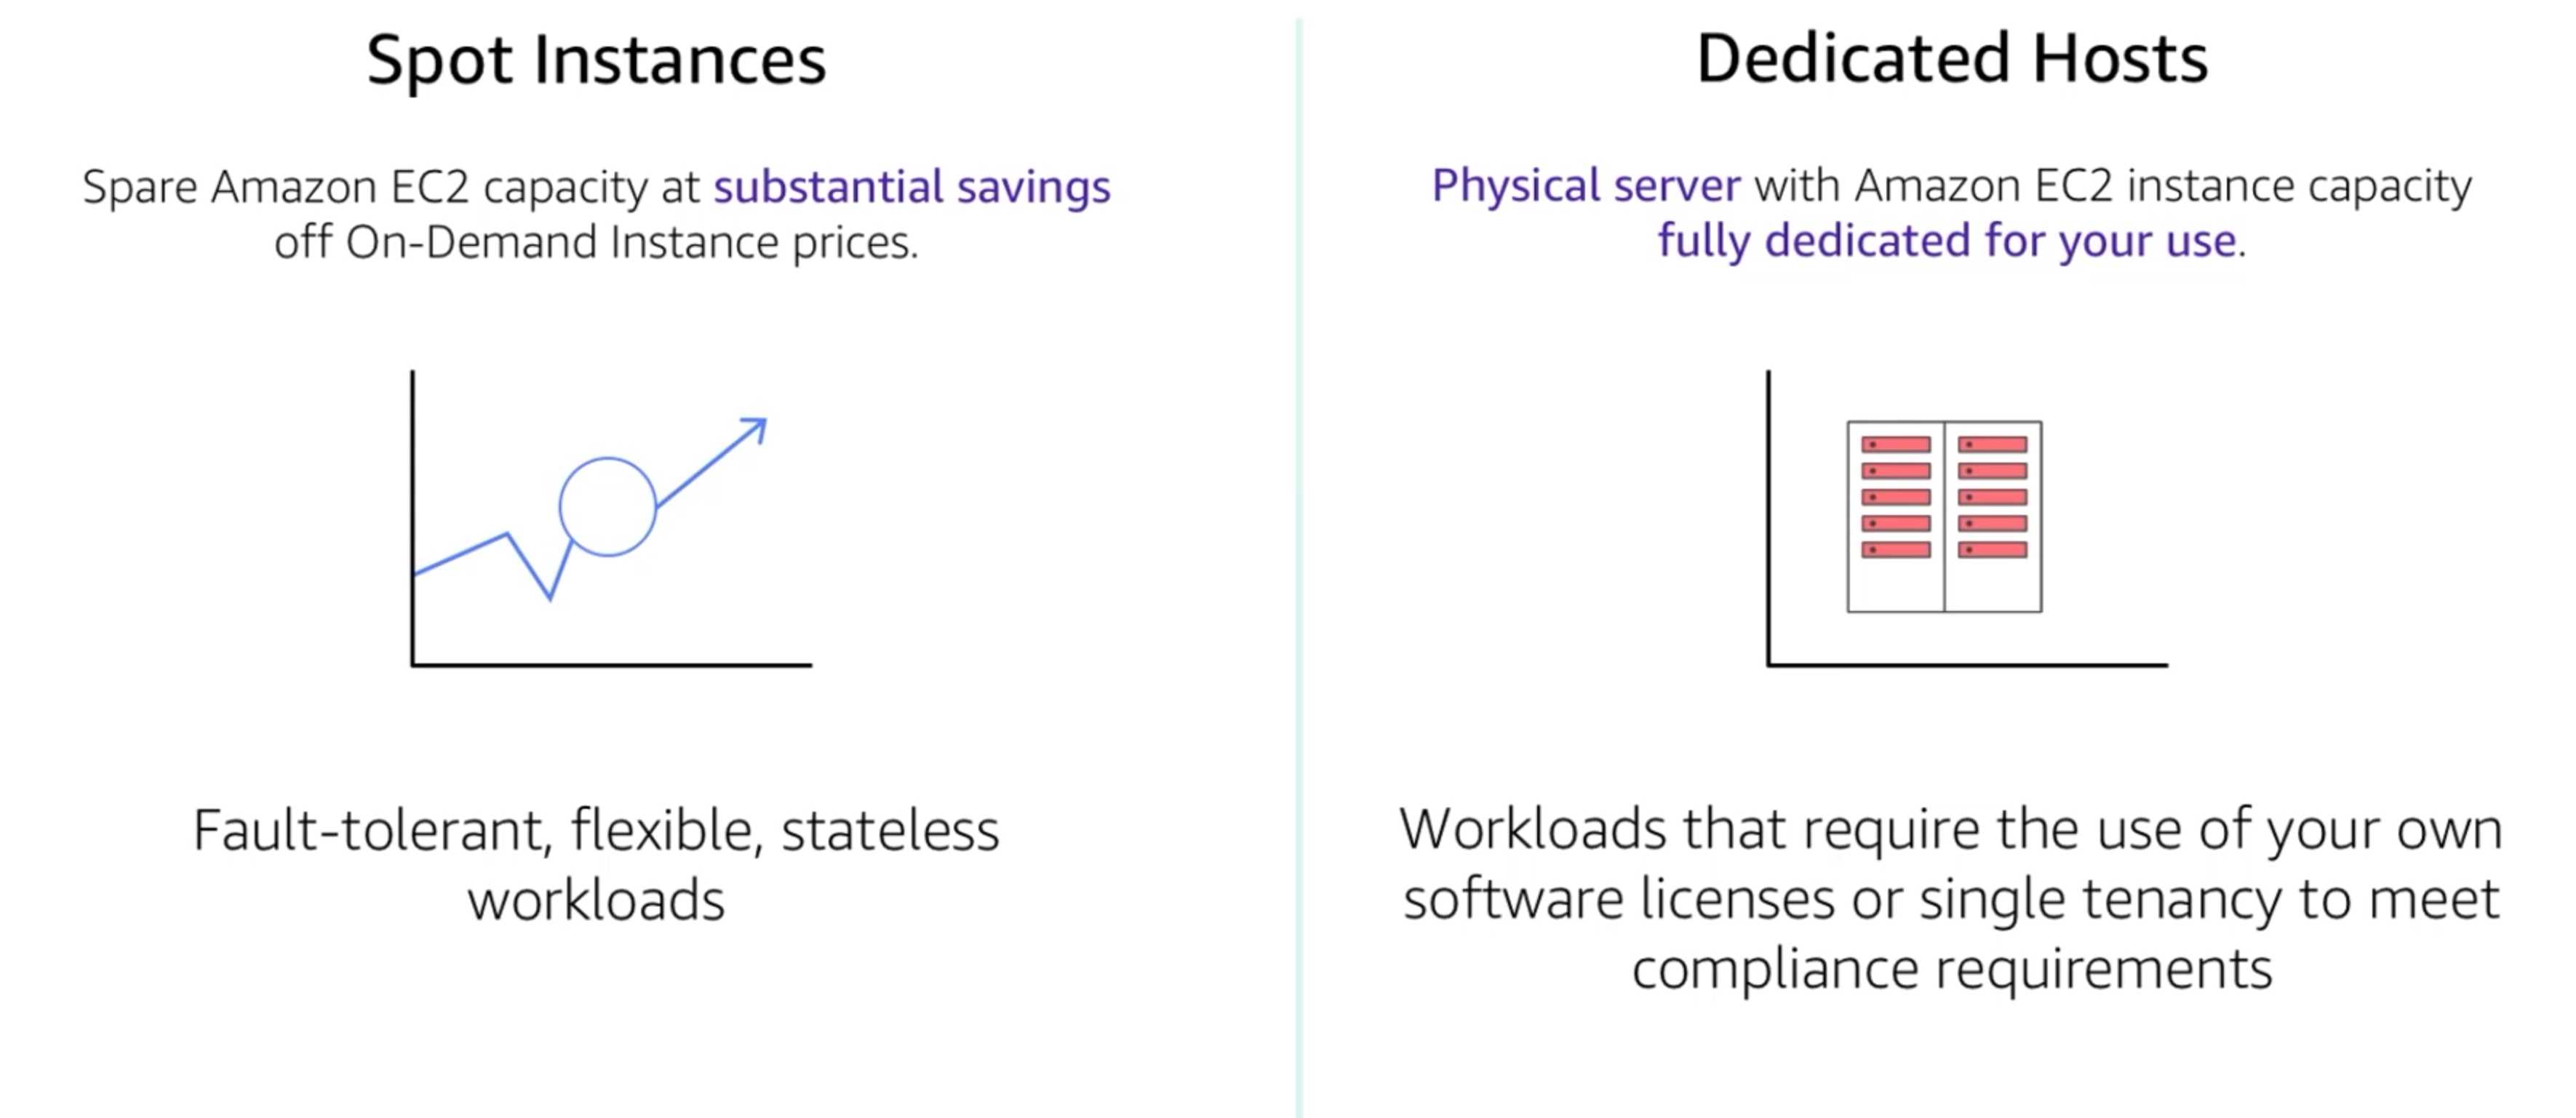 Spot Instances
Spare Amazon EC2 capacity at substantial savings
off On-Demand Instance prices.
Fault-tolerant, flexible, stateless
workloads
Dedicated Hosts
Physical server with Amazon EC2 instance capacity
fully dedicated for your use.
Workloads that require the use of your own
software licenses or single tenancy to meet
compliance requirements